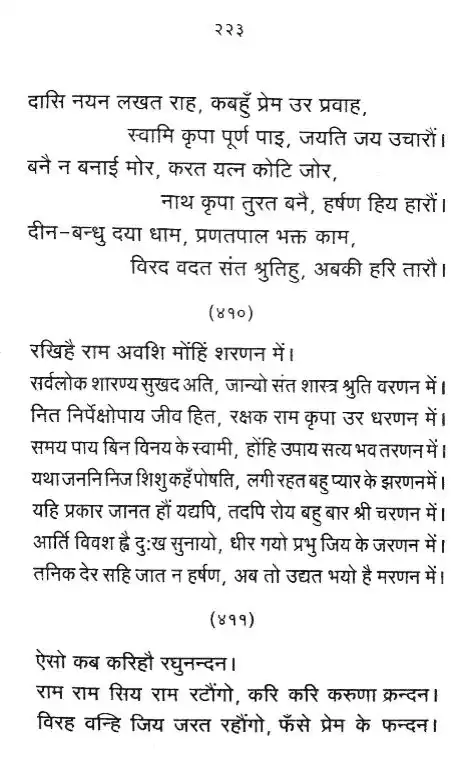 २२३
दासि नयन लखत राह, कबहुँ प्रेम उर प्रवाह,
स्वामि कृपा पूर्ण पाइ, जयति जय उचारौं।
बनै न बनाई मोर, करत यत्न कोटि जोर,
नाथ कृपा तुरत बनै, हर्षण हिय हारौं।
दीन-बन्धु दया धाम, प्रणतपाल भक्त काम,
विरद वदत संत श्रुतिहु, अबकी हरि तारौ।
(४१०)
रखिहै राम अवशि मोंहिं शरणन में।
सर्वलोक शारण्य सुखद अति, जान्यो संत शास्त्र श्रुति वरणन में।
नित निर्पेक्षोपाय जीव हित, रक्षक राम कृपा उर धरणन में।
समय पाय बिन विनय के स्वामी, होंहि उपाय सत्य भव तरणन में।
यथा जननि निज शिशु कहँ पोषति, लगी रहत बहु प्यार के झरणन में।
यहि प्रकार जानत हौं यद्यपि, तदपि रोय बहु बार श्री चरणन में।
आर्ति विवश ह्वै दुःख सुनायो, धीर गयो प्रभु जिय के जरणन में।
तनिक देर सहि जात न हर्षण, अब तो उद्यत भयो है मरणन में।
(४११)
ऐसो कब करिहौ रघुनन्दन।
राम राम सिय राम रटौंगो, करि करि करुणा क्रन्दन।
विरह वन्हि जिय जरत रहौंगो, फँसे प्रेम के फन्दन।